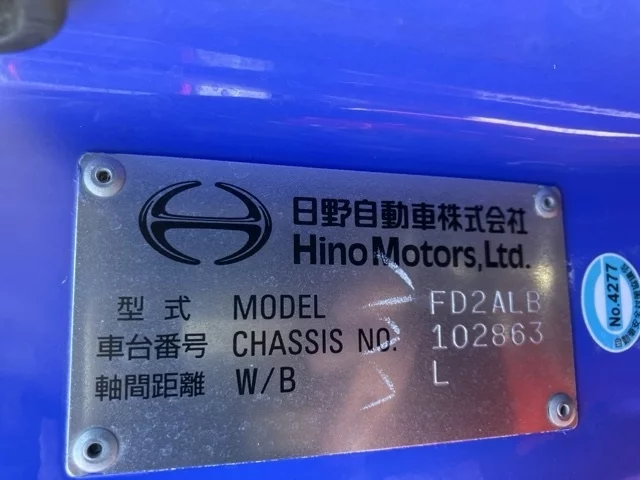 日野自動車株式会社
Hino Motors, Ltd.
型式 MODEL FD2ALB
車台番号 CHASSIS NO. 102863
軸間距離 W/B L
No.4277